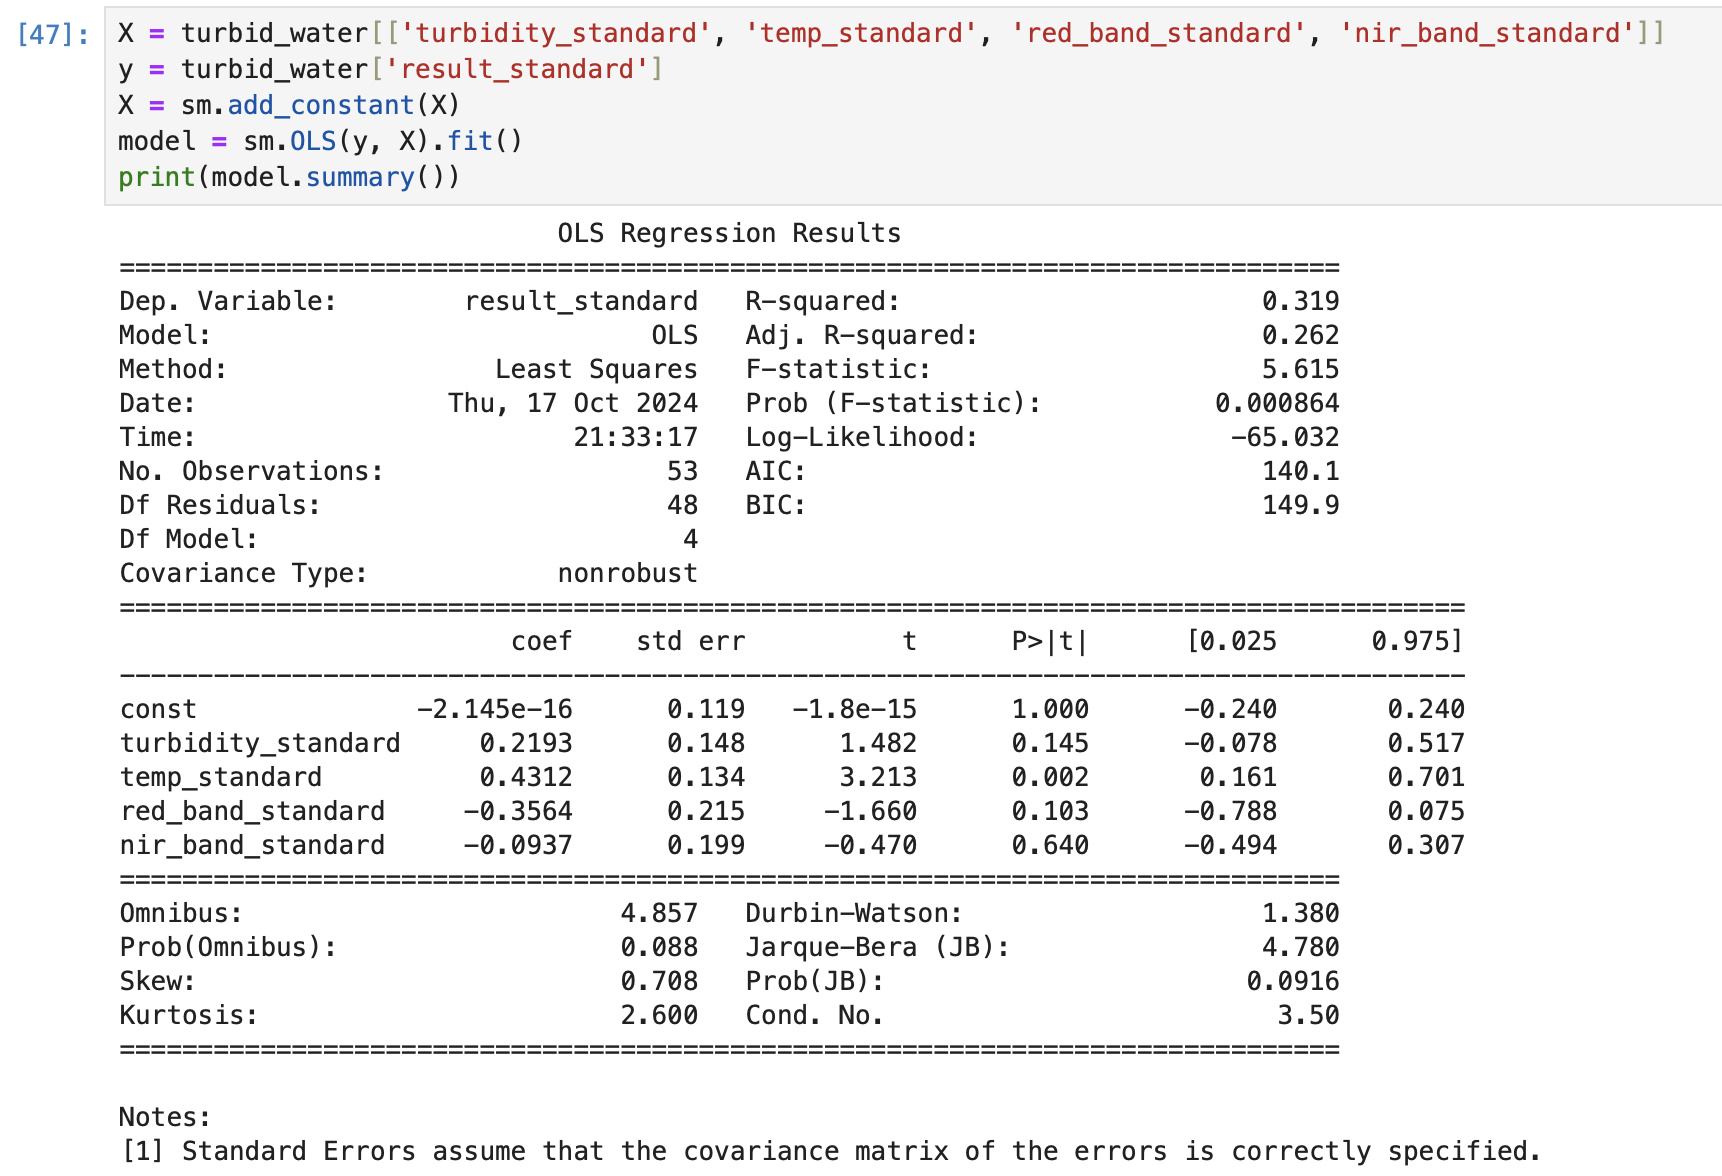 [47]: X = turbid_water[['turbidity_standard', 'temp_standard', 'red_band_standard', 'nir_band_standard']]
y = turbid_water['result_standard']
X = sm.add_constant(X)
model = sm.OLS(y, X).fit()
print(model.summary())
                            OLS Regression Results
==============================================================================
Dep. Variable:        result_standard   R-squared:                       0.319
Model:                            OLS   Adj. R-squared:                  0.262
Method:                 Least Squares   F-statistic:                     5.615
Date:                Thu, 17 Oct 2024   Prob (F-statistic):           0.000864
Time:                        21:33:17   Log-Likelihood:                -65.032
No. Observations:                  53   AIC:                             140.1
Df Residuals:                      48   BIC:                             149.9
Df Model:                           4
Covariance Type:            nonrobust
======================================================================================
                         coef    std err          t      P>|t|      [0.025      0.975]
--------------------------------------------------------------------------------------
const              -2.145e-16      0.119   -1.8e-15      1.000      -0.240       0.240
turbidity_standard     0.2193      0.148      1.482      0.145      -0.078       0.517
temp_standard          0.4312      0.134      3.213      0.002       0.161       0.701
red_band_standard     -0.3564      0.215     -1.660      0.103      -0.788       0.075
nir_band_standard     -0.0937      0.199     -0.470      0.640      -0.494       0.307
==============================================================================
Omnibus:                        4.857   Durbin-Watson:                   1.380
Prob(Omnibus):                  0.088   Jarque-Bera (JB):                4.780
Skew:                           0.708   Prob(JB):                       0.0916
Kurtosis:                       2.600   Cond. No.                         3.50
==============================================================================
Notes:
[1] Standard Errors assume that the covariance matrix of the errors is correctly specified.